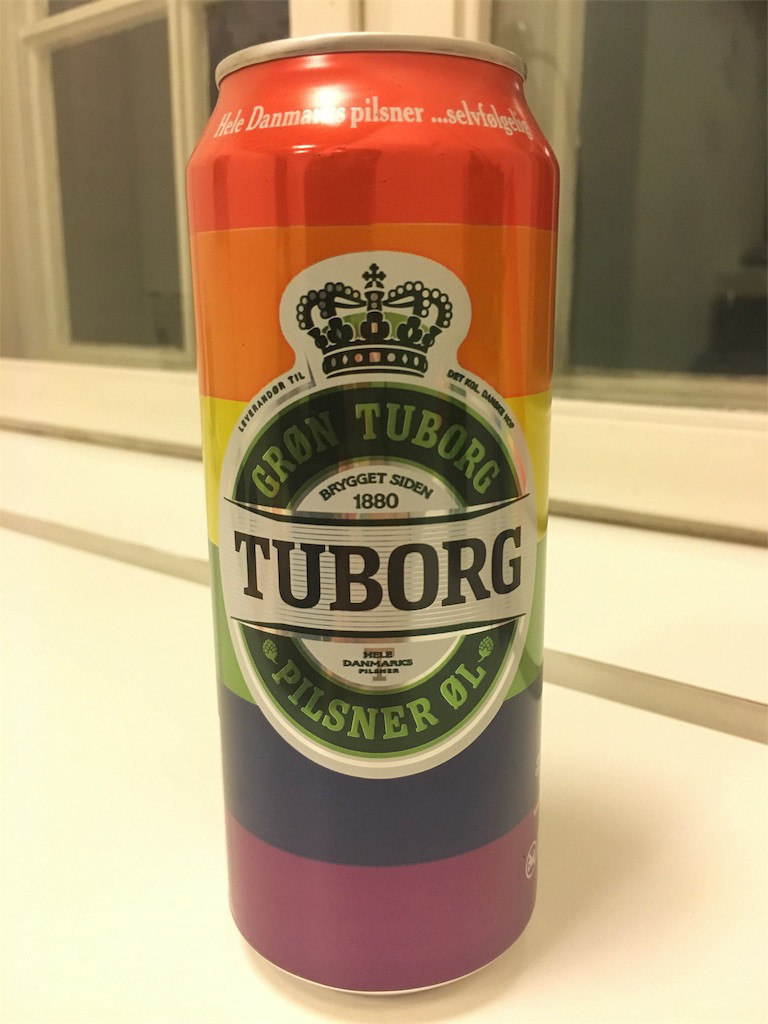 Hele Danmarks pilsner ...selvfølgelig
LEVERANDØR TIL DET KGL. DANSKE HOF
GRØN TUBORG
BRYGGET SIDEN
1880
TUBORG
HELE
DANMARKS
PILSNER
PILSNER ØL